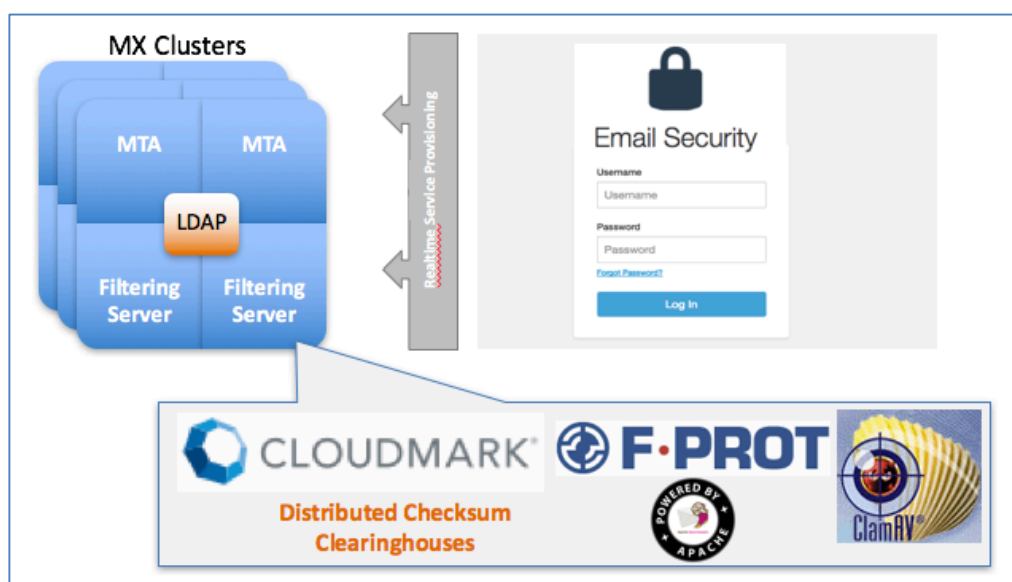 MX Clusters
MTA
MTA
LDAP
Filtering
Server
Filtering
Server
Realtime Service Provisioning
Email Security
Username
Username
Password
Password
Forgot Password?
Log In
CLOUDMARK®
F·PROT
POWERED BY
APACHE
ClamAV®
Distributed Checksum
Clearinghouses